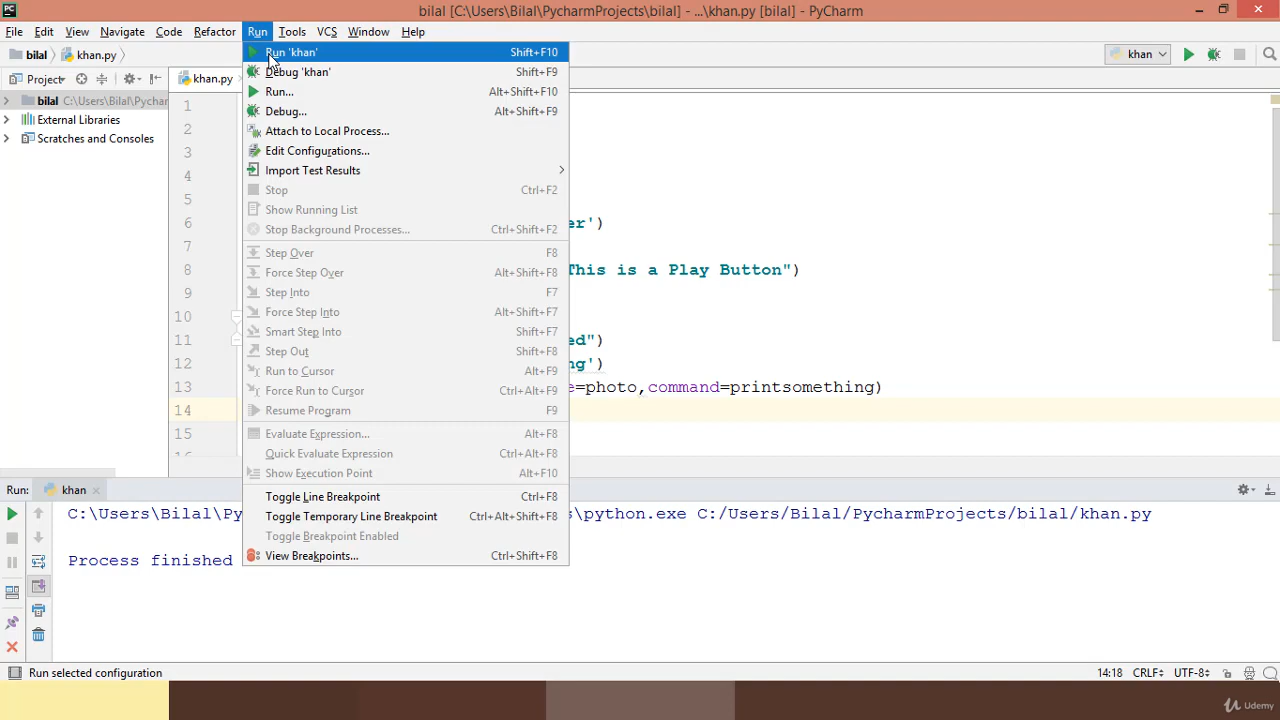 PC
bilal [C:\Users\Bilal\PycharmProjects\bilal] - ...\khan.py [bilal] - PyCharm
File Edit View Navigate Code Refactor Run Tools VCS Window Help
bilal khan.py
khan
Project
khan.py
bilal C:\Users\Bilal\Pychar
External Libraries
Scratches and Consoles
Run 'khan' Shift+F10
Debug 'khan' Shift+F9
Run... Alt+Shift+F10
Debug... Alt+Shift+F9
Attach to Local Process...
Edit Configurations...
Import Test Results
Stop Ctrl+F2
Show Running List
Stop Background Processes... Ctrl+Shift+F2
Step Over F8
Force Step Over Alt+Shift+F8
Step Into F7
Force Step Into Alt+Shift+F7
Smart Step Into Shift+F7
Step Out Shift+F8
Run to Cursor Alt+F9
Force Run to Cursor Ctrl+Alt+F9
Resume Program F9
Evaluate Expression... Alt+F8
Quick Evaluate Expression Ctrl+Alt+F8
Show Execution Point Alt+F10
Toggle Line Breakpoint Ctrl+F8
Toggle Temporary Line Breakpoint Ctrl+Alt+Shift+F8
Toggle Breakpoint Enabled
View Breakpoints... Ctrl+Shift+F8
1
2
3
4
5
6 er')
7
8 This is a Play Button")
9
10
11 ed")
12 ng')
13 e=photo,command=printsomething)
14
15
Run: khan
C:\Users\Bilal\Py s\python.exe C:/Users/Bilal/PycharmProjects/bilal/khan.py
Process finished
Run selected configuration 14:18 CRLF UTF-8
Udemy